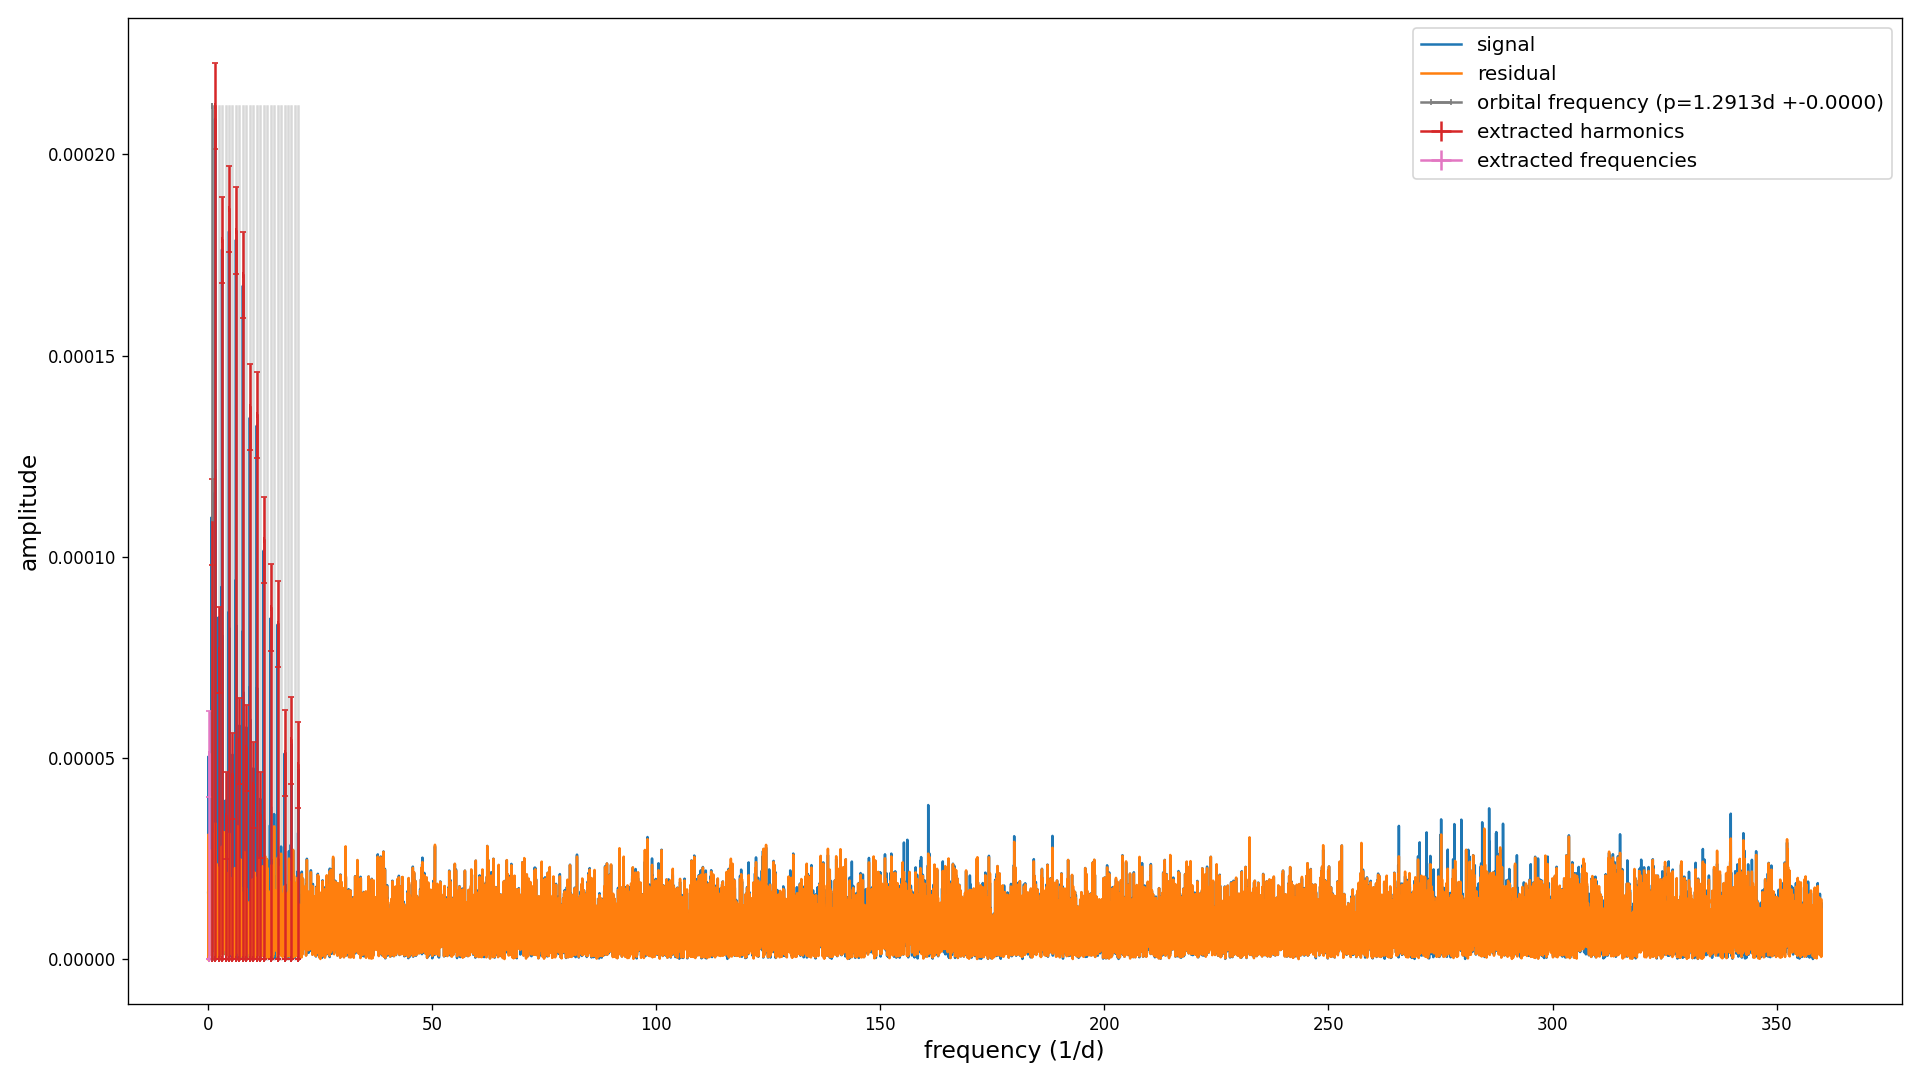 signal
residual
orbital frequency (p=1.2913d +-0.0000)
extracted harmonics
extracted frequencies
amplitude
0.00020
0.00015
0.00010
0.00005
0.00000
0 50 100 150 200 250 300 350
frequency (1/d)